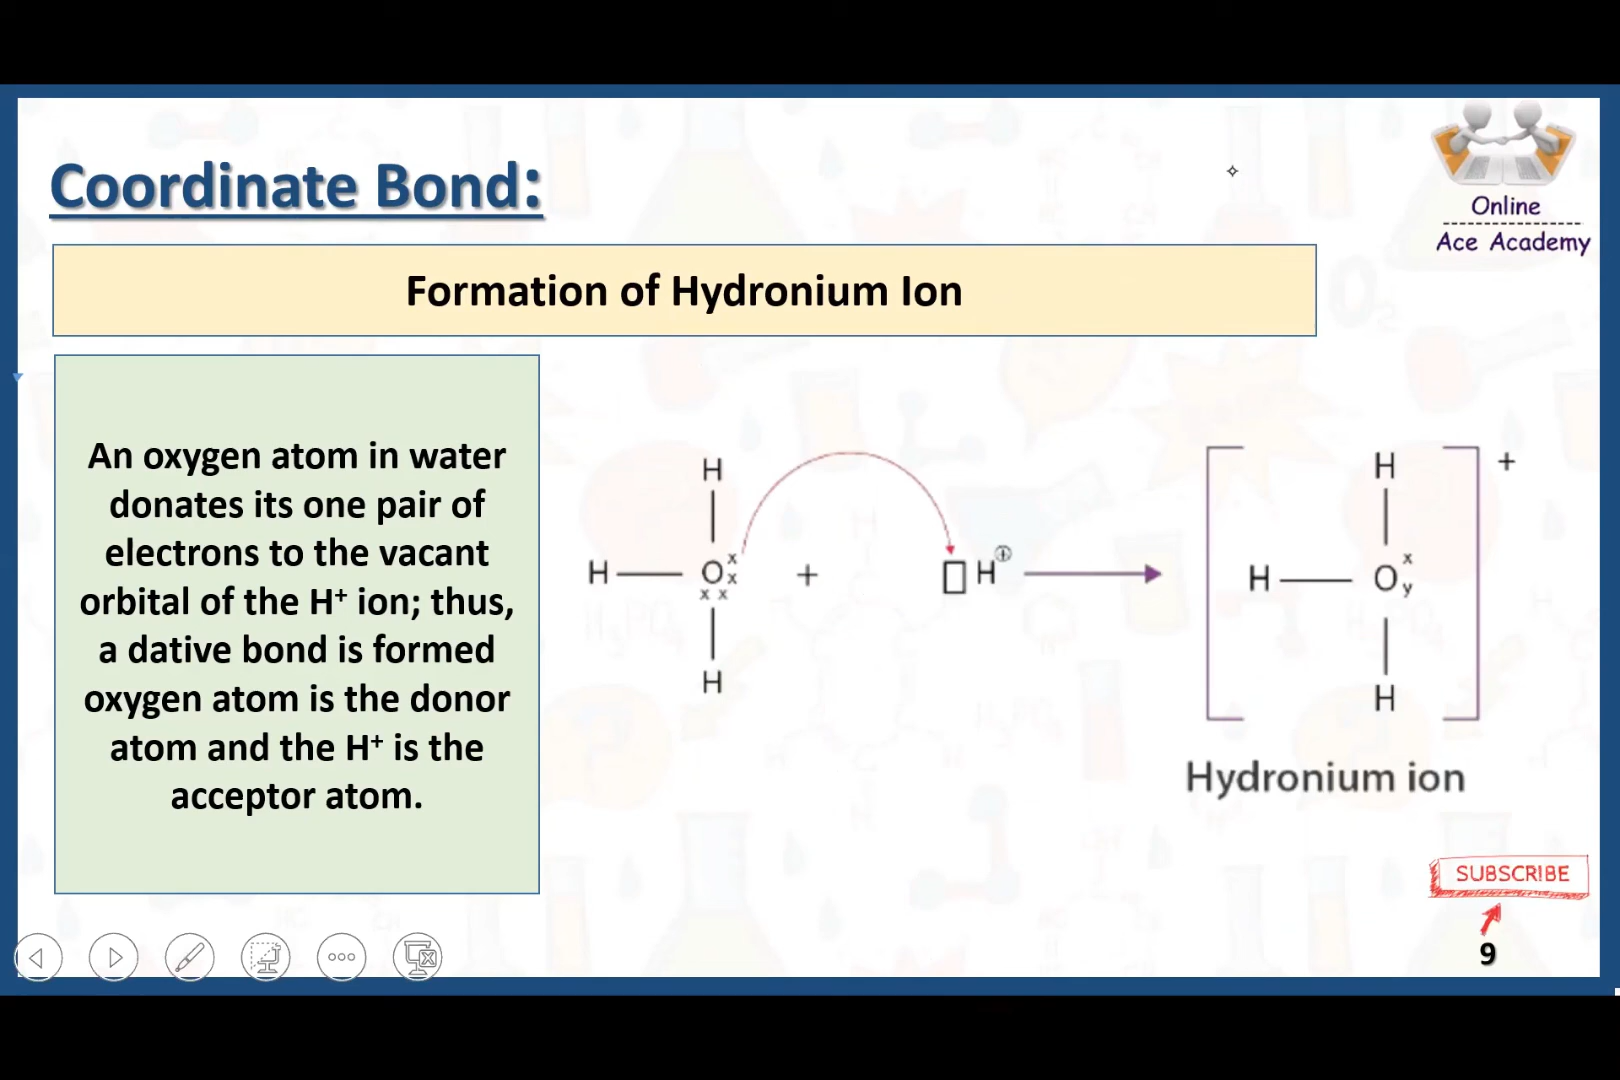 Coordinate Bond:
Online
Ace Academy
Formation of Hydronium Ion
An oxygen atom in water
donates its one pair of
electrons to the vacant
orbital of the H⁺ ion; thus,
a dative bond is formed
oxygen atom is the donor
atom and the H⁺ is the
acceptor atom.
H
H O x x x x + H ⊕
H
H +
H O x y
H
Hydronium ion
SUBSCRIBE
9